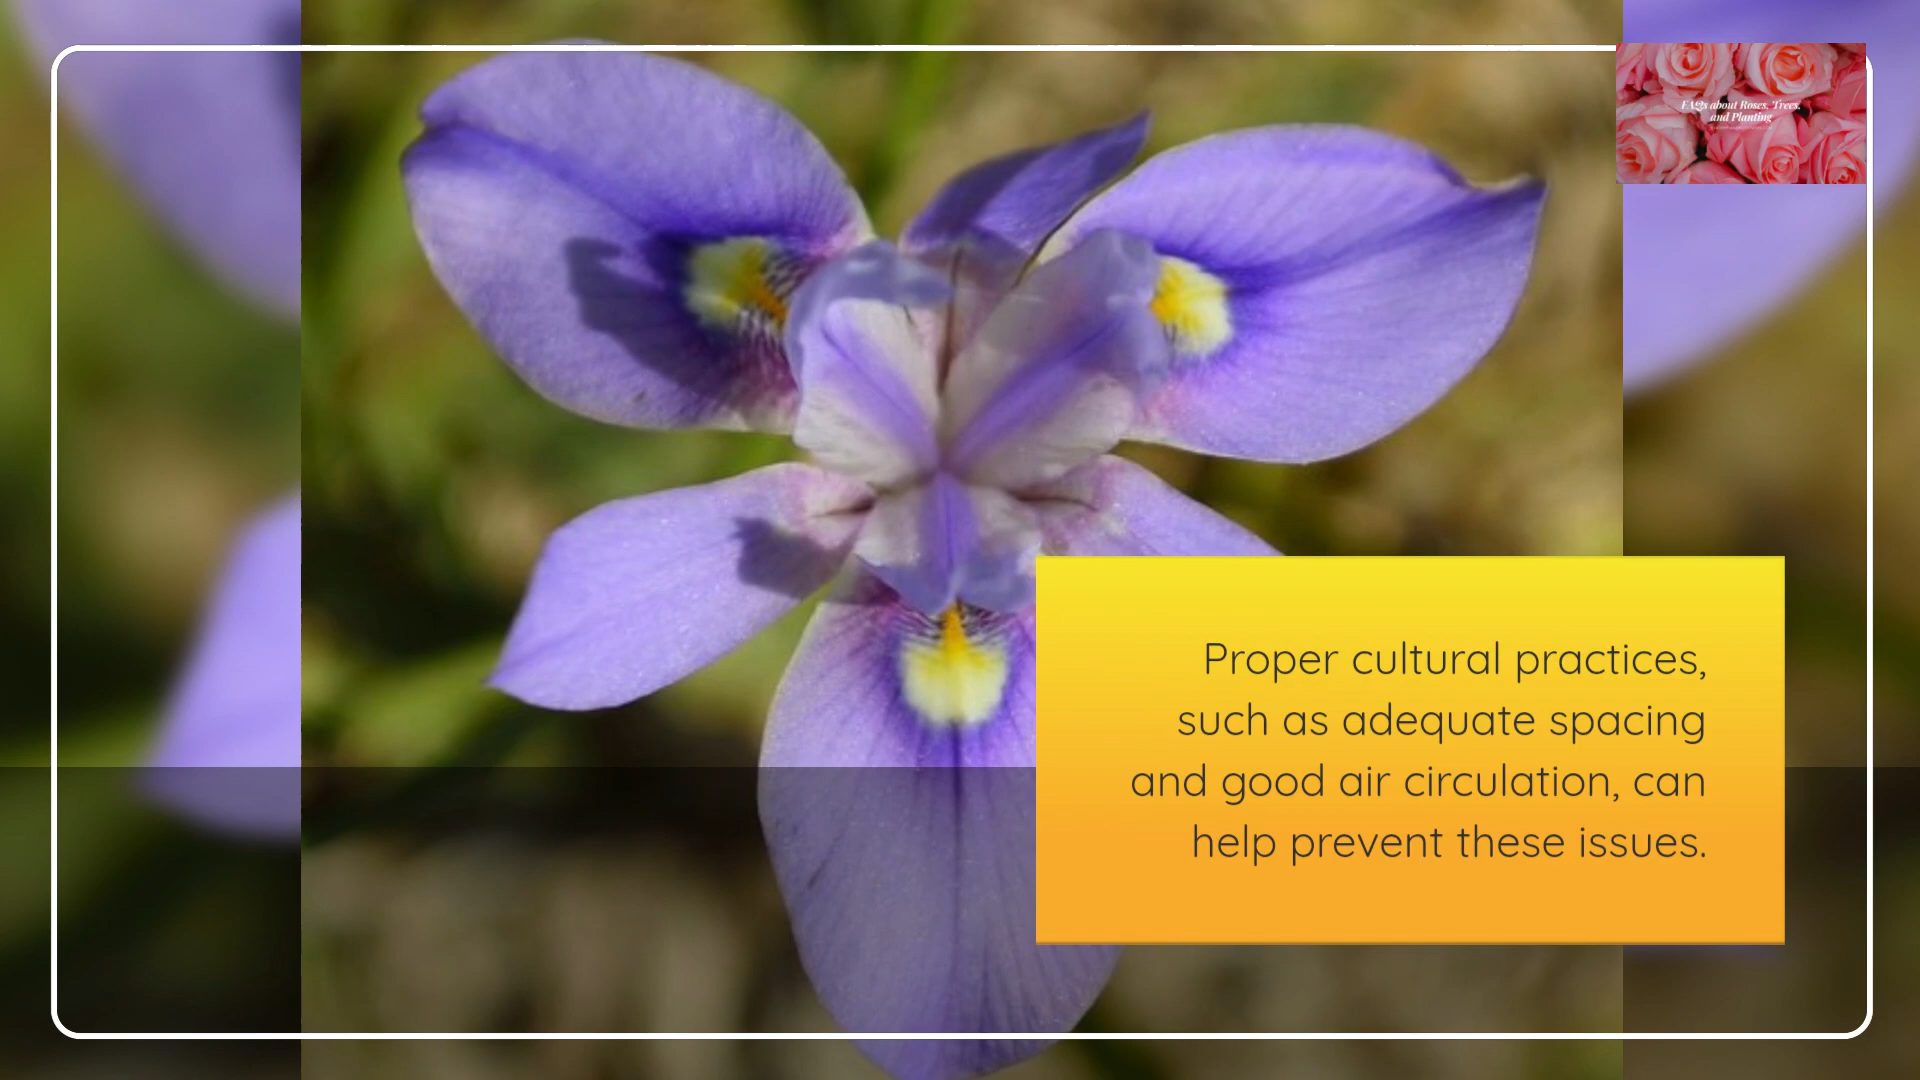 FAQs about Roses, Trees,
and Planting
Proper cultural practices,
such as adequate spacing
and good air circulation, can
help prevent these issues.